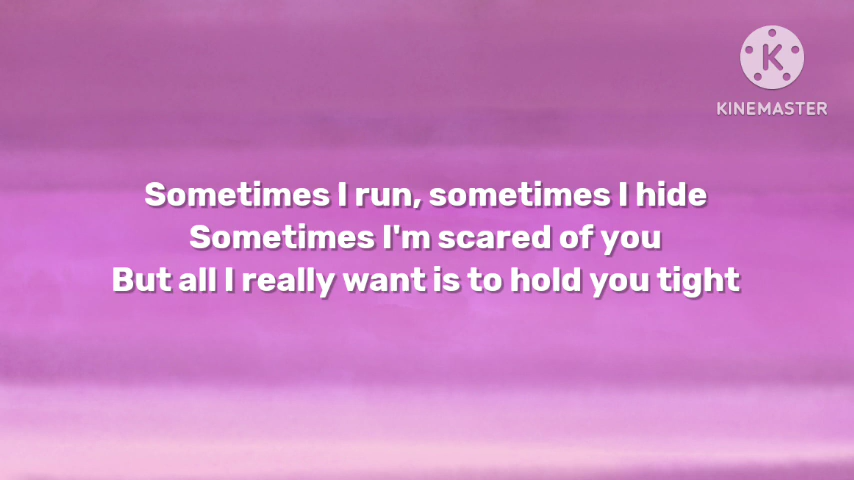 KINEMASTER
Sometimes I run, sometimes I hide
Sometimes I'm scared of you
But all I really want is to hold you tight